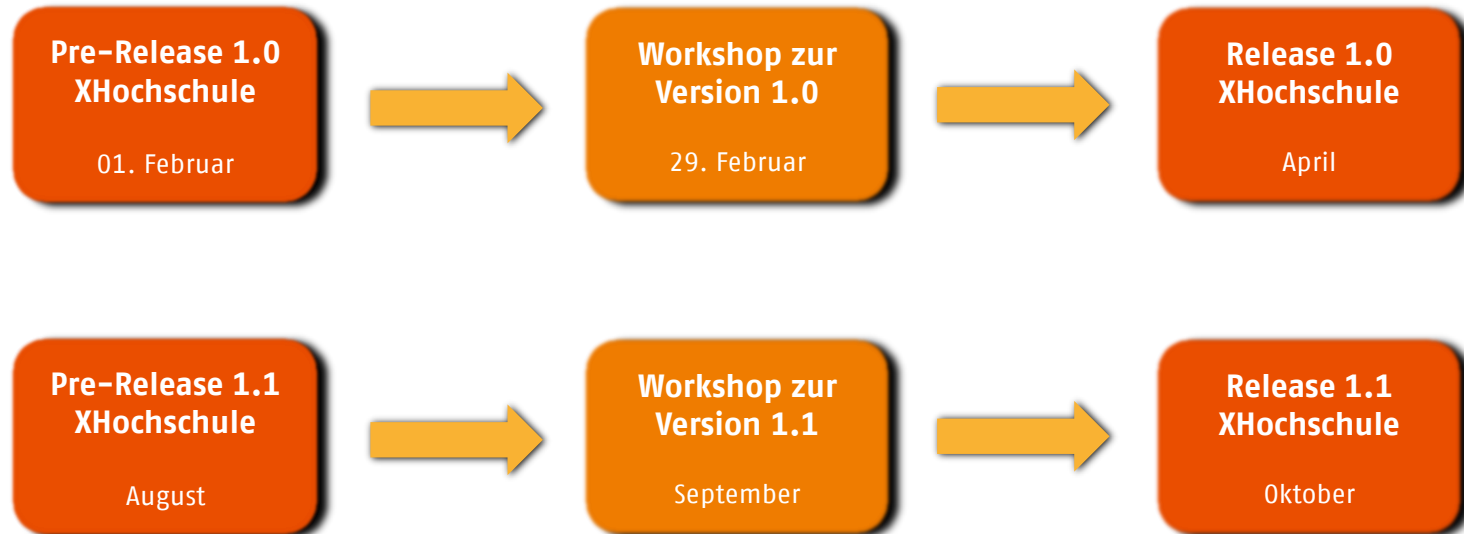 Pre-Release 1.0
XHochschule
01. Februar
Workshop zur
Version 1.0
29. Februar
Release 1.0
XHochschule
April
Pre-Release 1.1
XHochschule
August
Workshop zur
Version 1.1
September
Release 1.1
XHochschule
Oktober